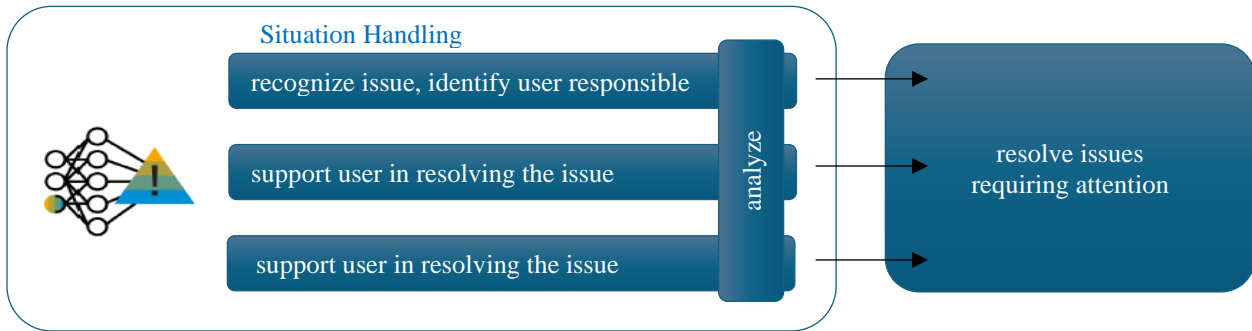 Situation Handling
recognize issue, identify user responsible
support user in resolving the issue
support user in resolving the issue
analyze
!
resolve issues
requiring attention